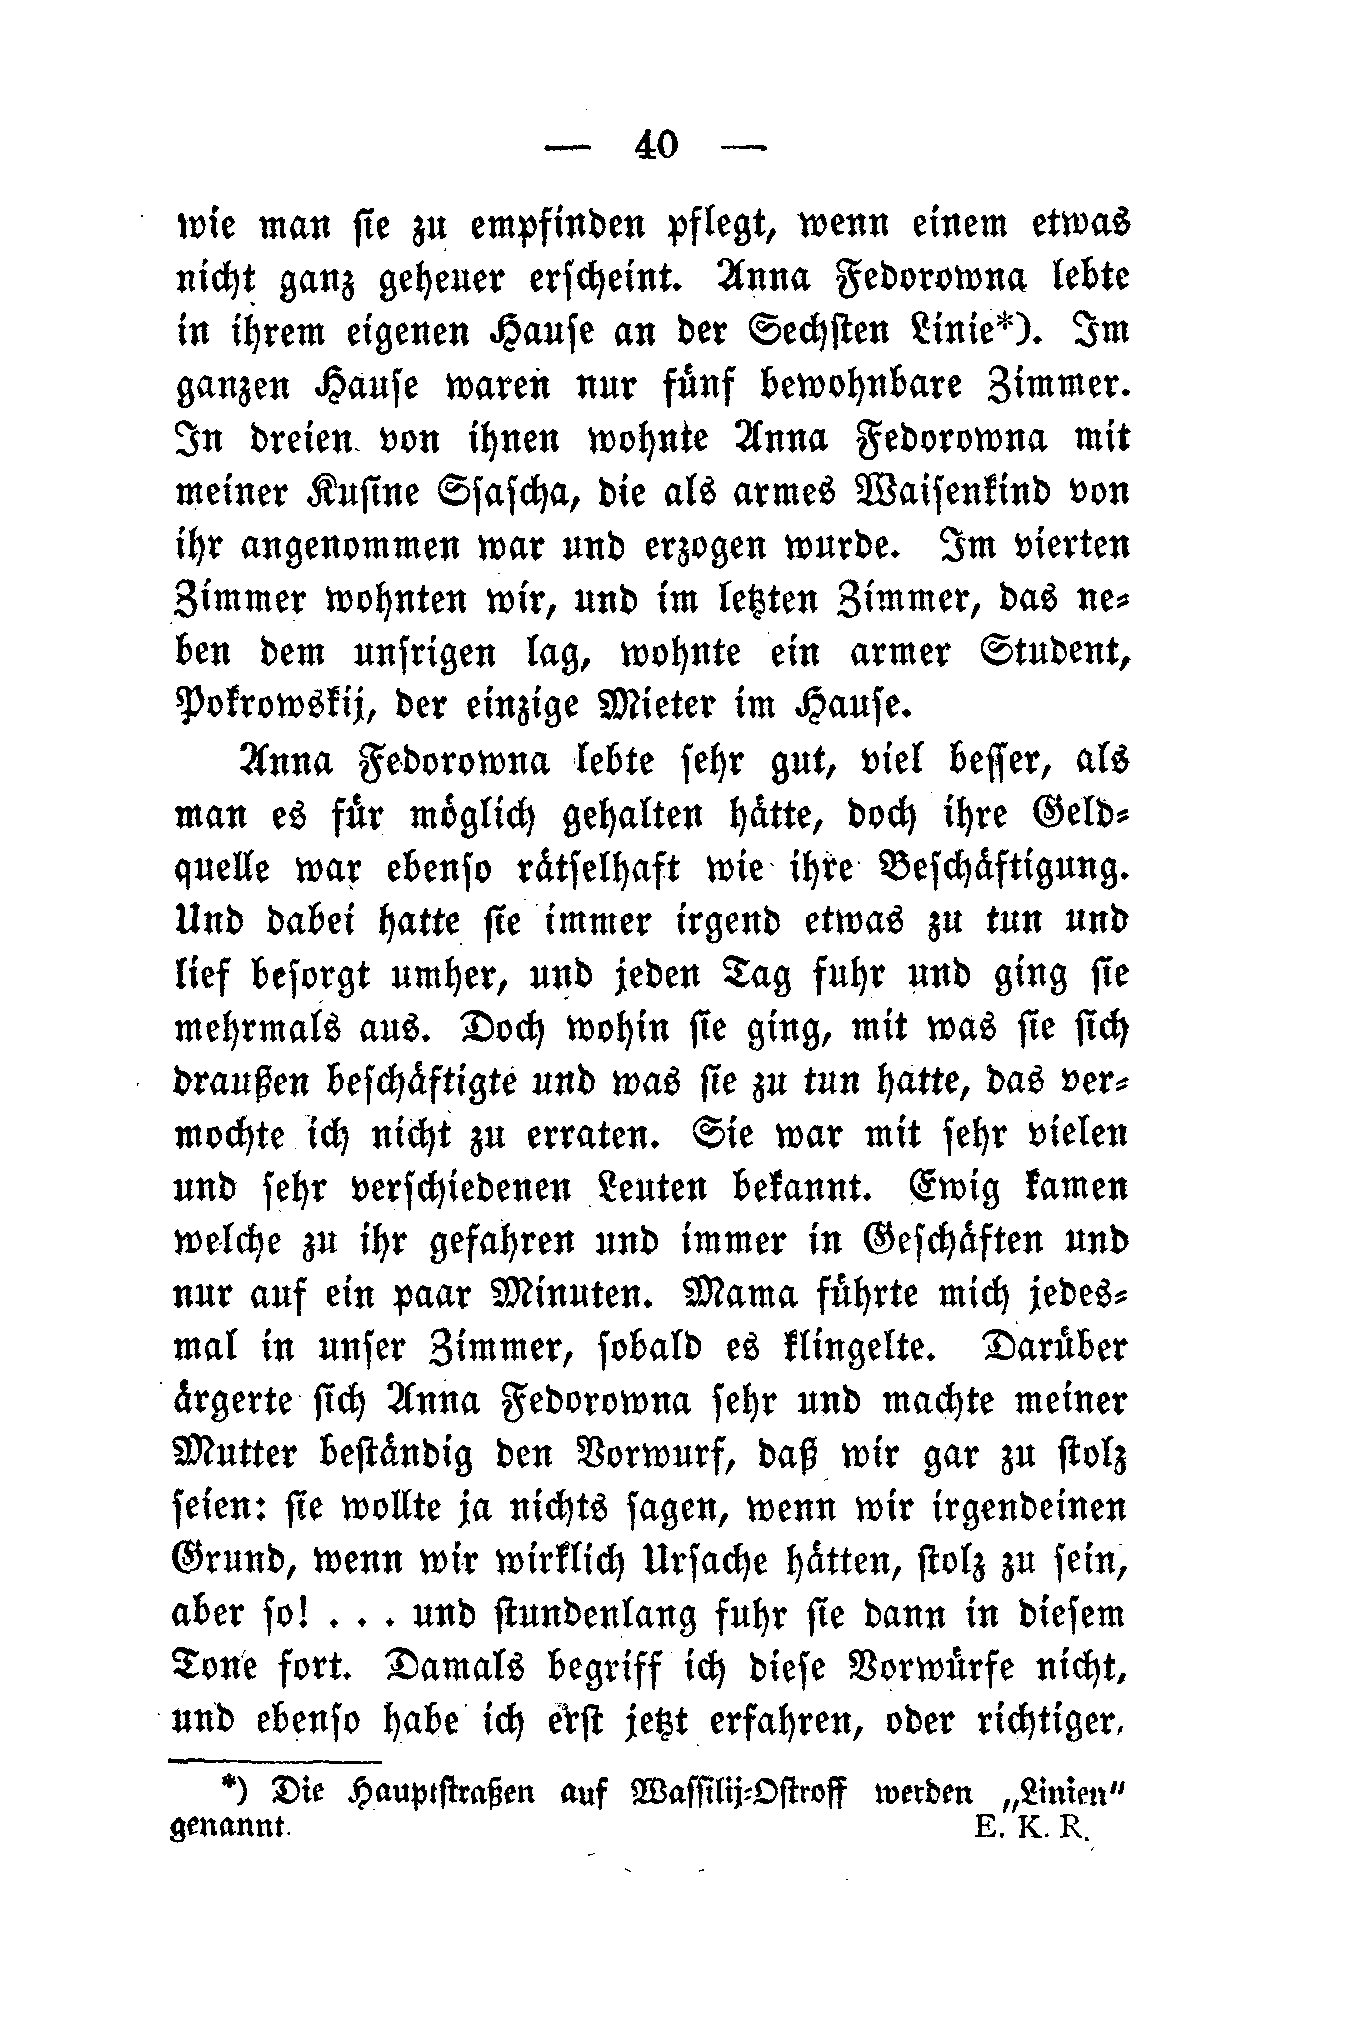 — 40 —
wie man sie zu empfinden pflegt, wenn einem etwas
nicht ganz geheuer erscheint. Anna Fedorowna lebte
in ihrem eigenen Hause an der Sechsten Linie*). Im
ganzen Hause waren nur fünf bewohnbare Zimmer.
In dreien von ihnen wohnte Anna Fedorowna mit
meiner Kusine Ssascha, die als armes Waisenkind von
ihr angenommen war und erzogen wurde. Im vierten
Zimmer wohnten wir, und im letzten Zimmer, das ne-
ben dem unsrigen lag, wohnte ein armer Student,
Pokrowskij, der einzige Mieter im Hause.
Anna Fedorowna lebte sehr gut, viel besser, als
man es für möglich gehalten hätte, doch ihre Geld-
quelle war ebenso rätselhaft wie ihre Beschäftigung.
Und dabei hatte sie immer irgend etwas zu tun und
lief besorgt umher, und jeden Tag fuhr und ging sie
mehrmals aus. Doch wohin sie ging, mit was sie sich
draußen beschäftigte und was sie zu tun hatte, das ver-
mochte ich nicht zu erraten. Sie war mit sehr vielen
und sehr verschiedenen Leuten bekannt. Ewig kamen
welche zu ihr gefahren und immer in Geschäften und
nur auf ein paar Minuten. Mama führte mich jedes-
mal in unser Zimmer, sobald es klingelte. Darüber
ärgerte sich Anna Fedorowna sehr und machte meiner
Mutter beständig den Vorwurf, daß wir gar zu stolz
seien: sie wollte ja nichts sagen, wenn wir irgendeinen
Grund, wenn wir wirklich Ursache hätten, stolz zu sein,
aber so! . . . und stundenlang fuhr sie dann in diesem
Tone fort. Damals begriff ich diese Vorwürfe nicht,
und ebenso habe ich erst jetzt erfahren, oder richtiger,
*) Die Hauptstraßen auf Wassilij-Ostroff werden „Linien"
genannt. E. K. R.